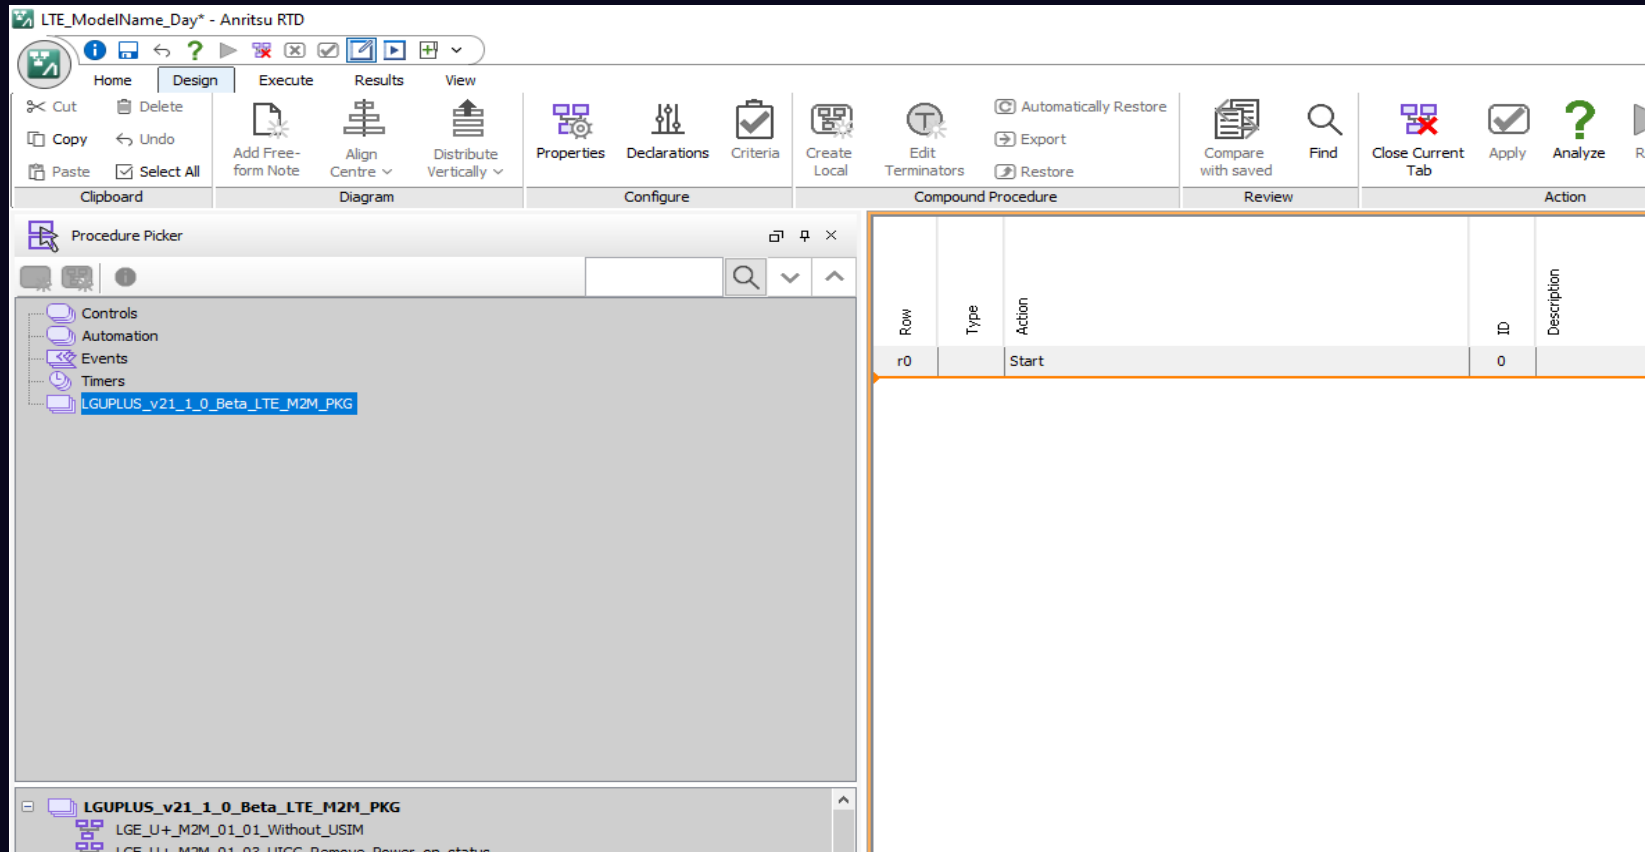 LTE_ModelName_Day* - Anritsu RTD
Home Design Execute Results View
Cut Delete
Copy Undo
Paste Select All
Clipboard
Add Free-form Note
Align Centre
Distribute Vertically
Diagram
Properties Declarations Criteria
Configure
Create Local
Edit Terminators
Automatically Restore
Export
Restore
Compound Procedure
Compare with saved
Find
Review
Close Current Tab
Apply Analyze R
Action
Procedure Picker
Controls
Automation
Events
Timers
LGUPLUS_v21_1_0_Beta_LTE_M2M_PKG
LGUPLUS_v21_1_0_Beta_LTE_M2M_PKG
LGE_U+_M2M_01_01_Without_USIM
LGE_U+_M2M_01_03_UICC_Remove_Power_on_status
Row Type Action ID Description
r0 Start 0